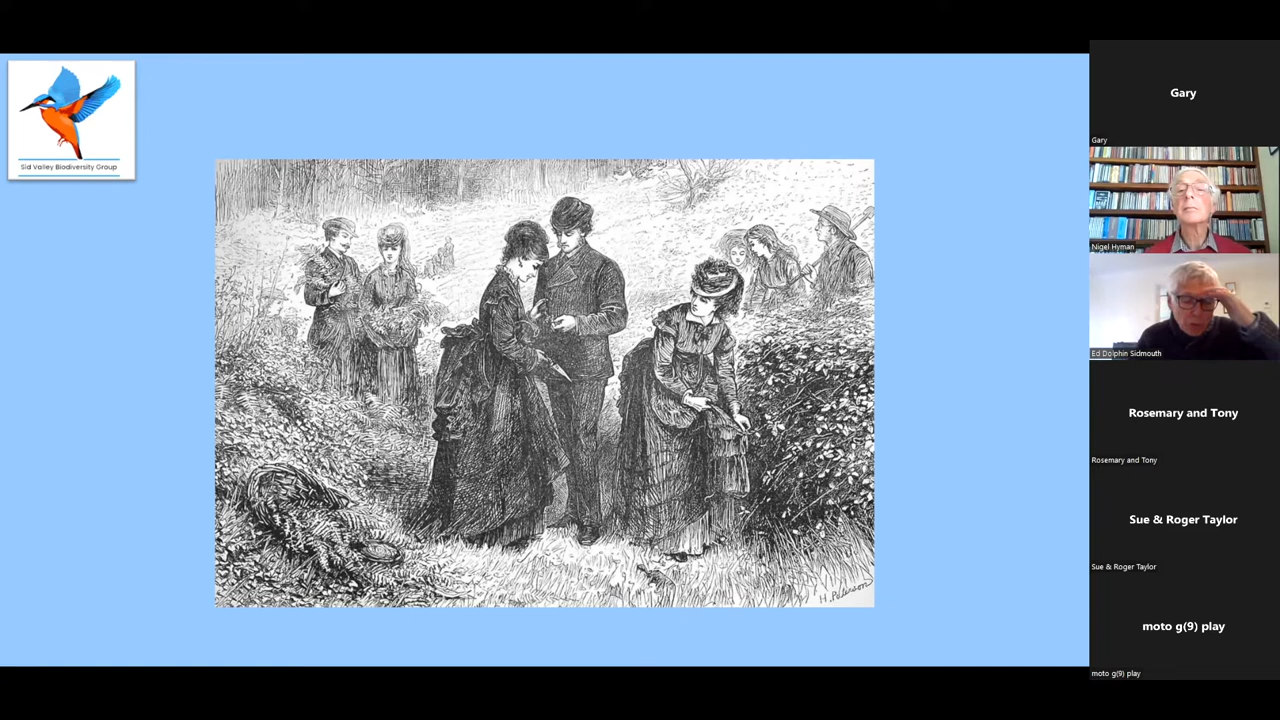 Sid Valley Biodiversity Group
H. Paterson
Gary
Gary
Nigel Hyman
Ed Dolphin Sidmouth
Rosemary and Tony
Rosemary and Tony
Sue & Roger Taylor
Sue & Roger Taylor
moto g(9) play
moto g(9) play